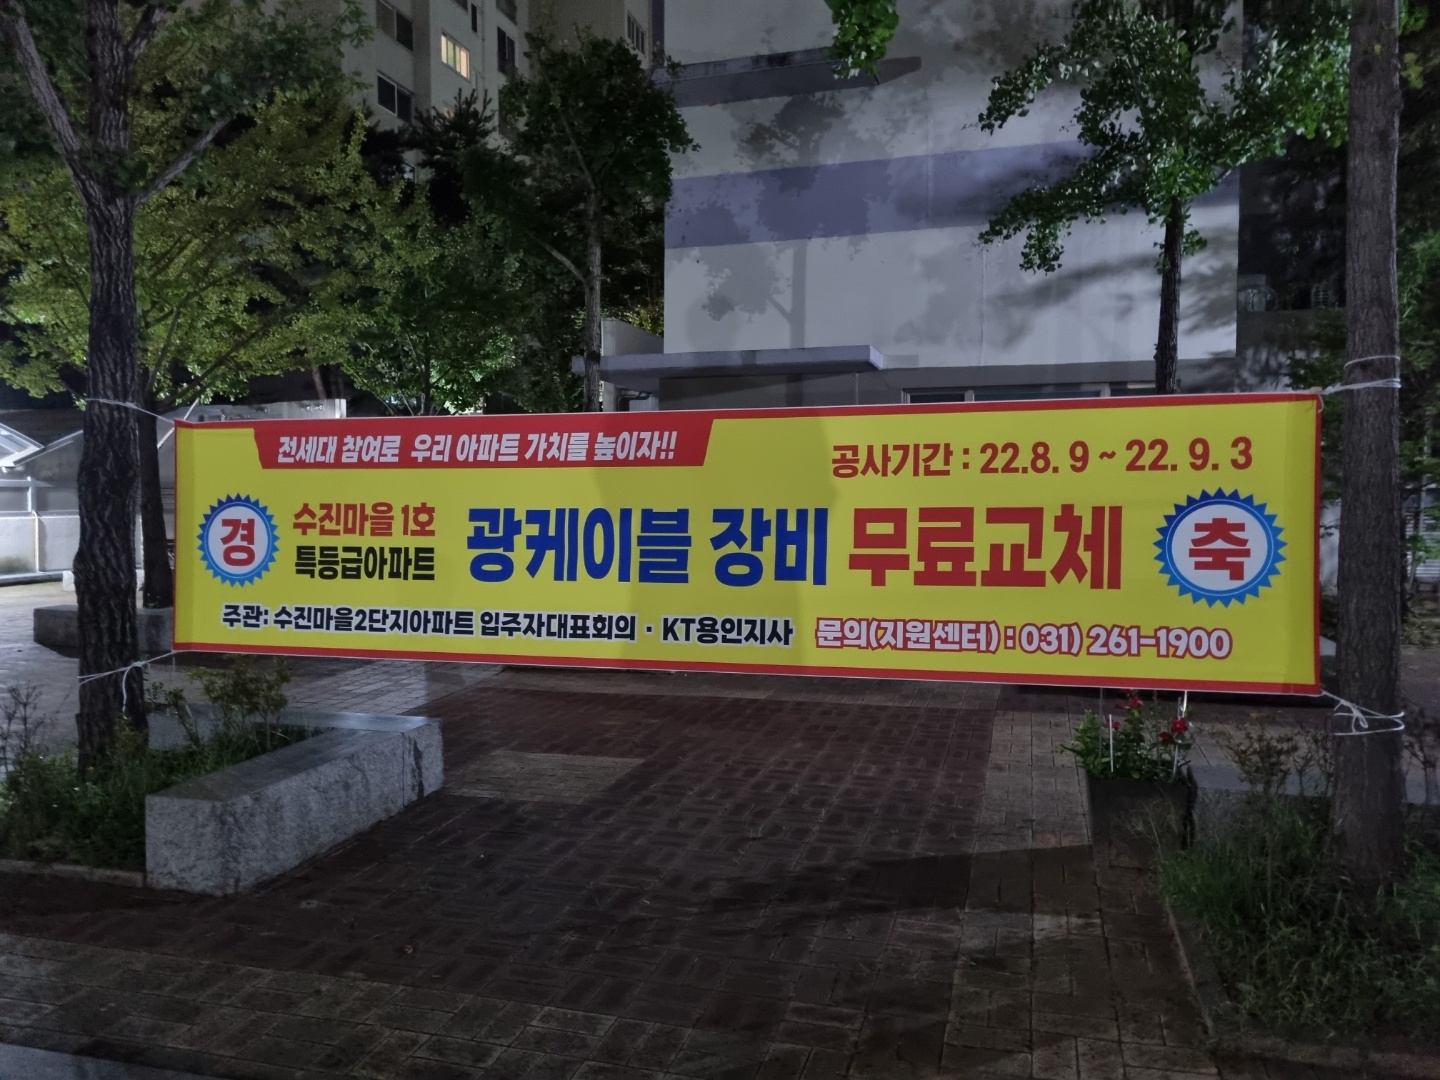 전세대 참여로 우리 아파트 가치를 높이자!!
공사기간 : 22.8. 9 ~ 22. 9. 3
경
수진마을 1호
특등급아파트
광케이블 장비 무료교체
축
주관: 수진마을2단지아파트 입주자대표회의 · KT용인지사
문의(지원센터) : 031) 261-1900